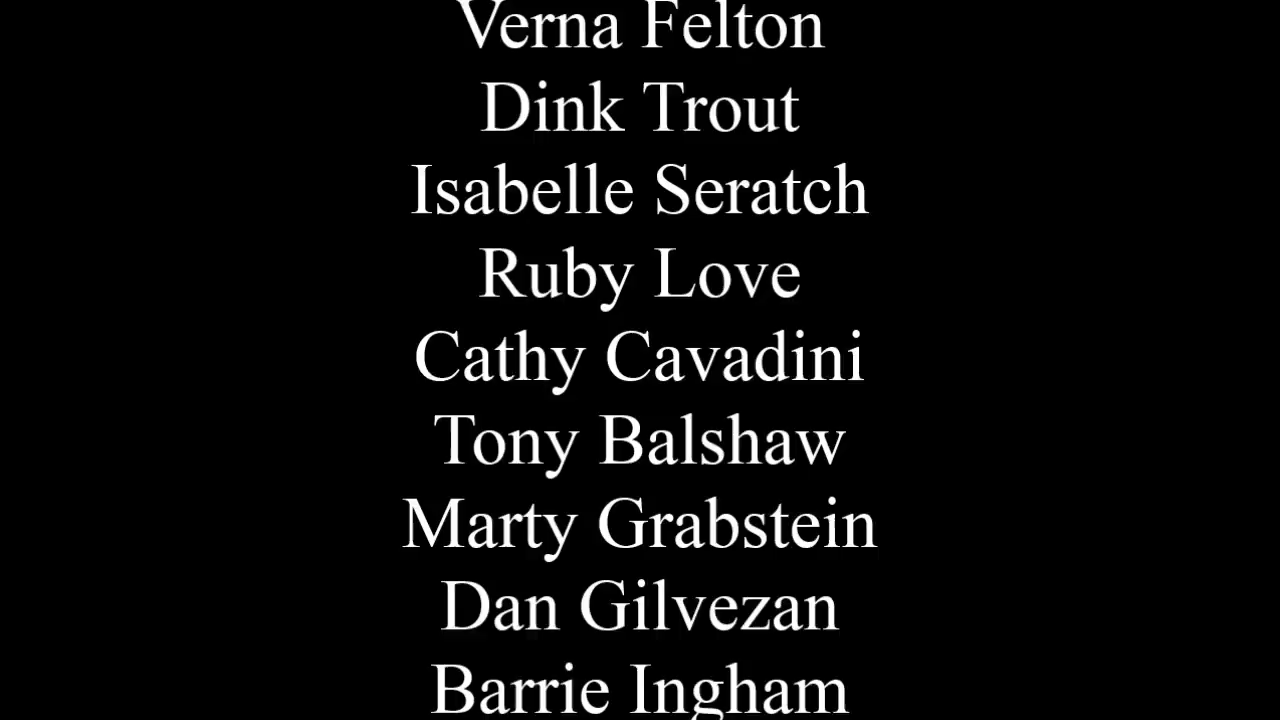 Verna Felton
Dink Trout
Isabelle Seratch
Ruby Love
Cathy Cavadini
Tony Balshaw
Marty Grabstein
Dan Gilvezan
Barrie Ingham